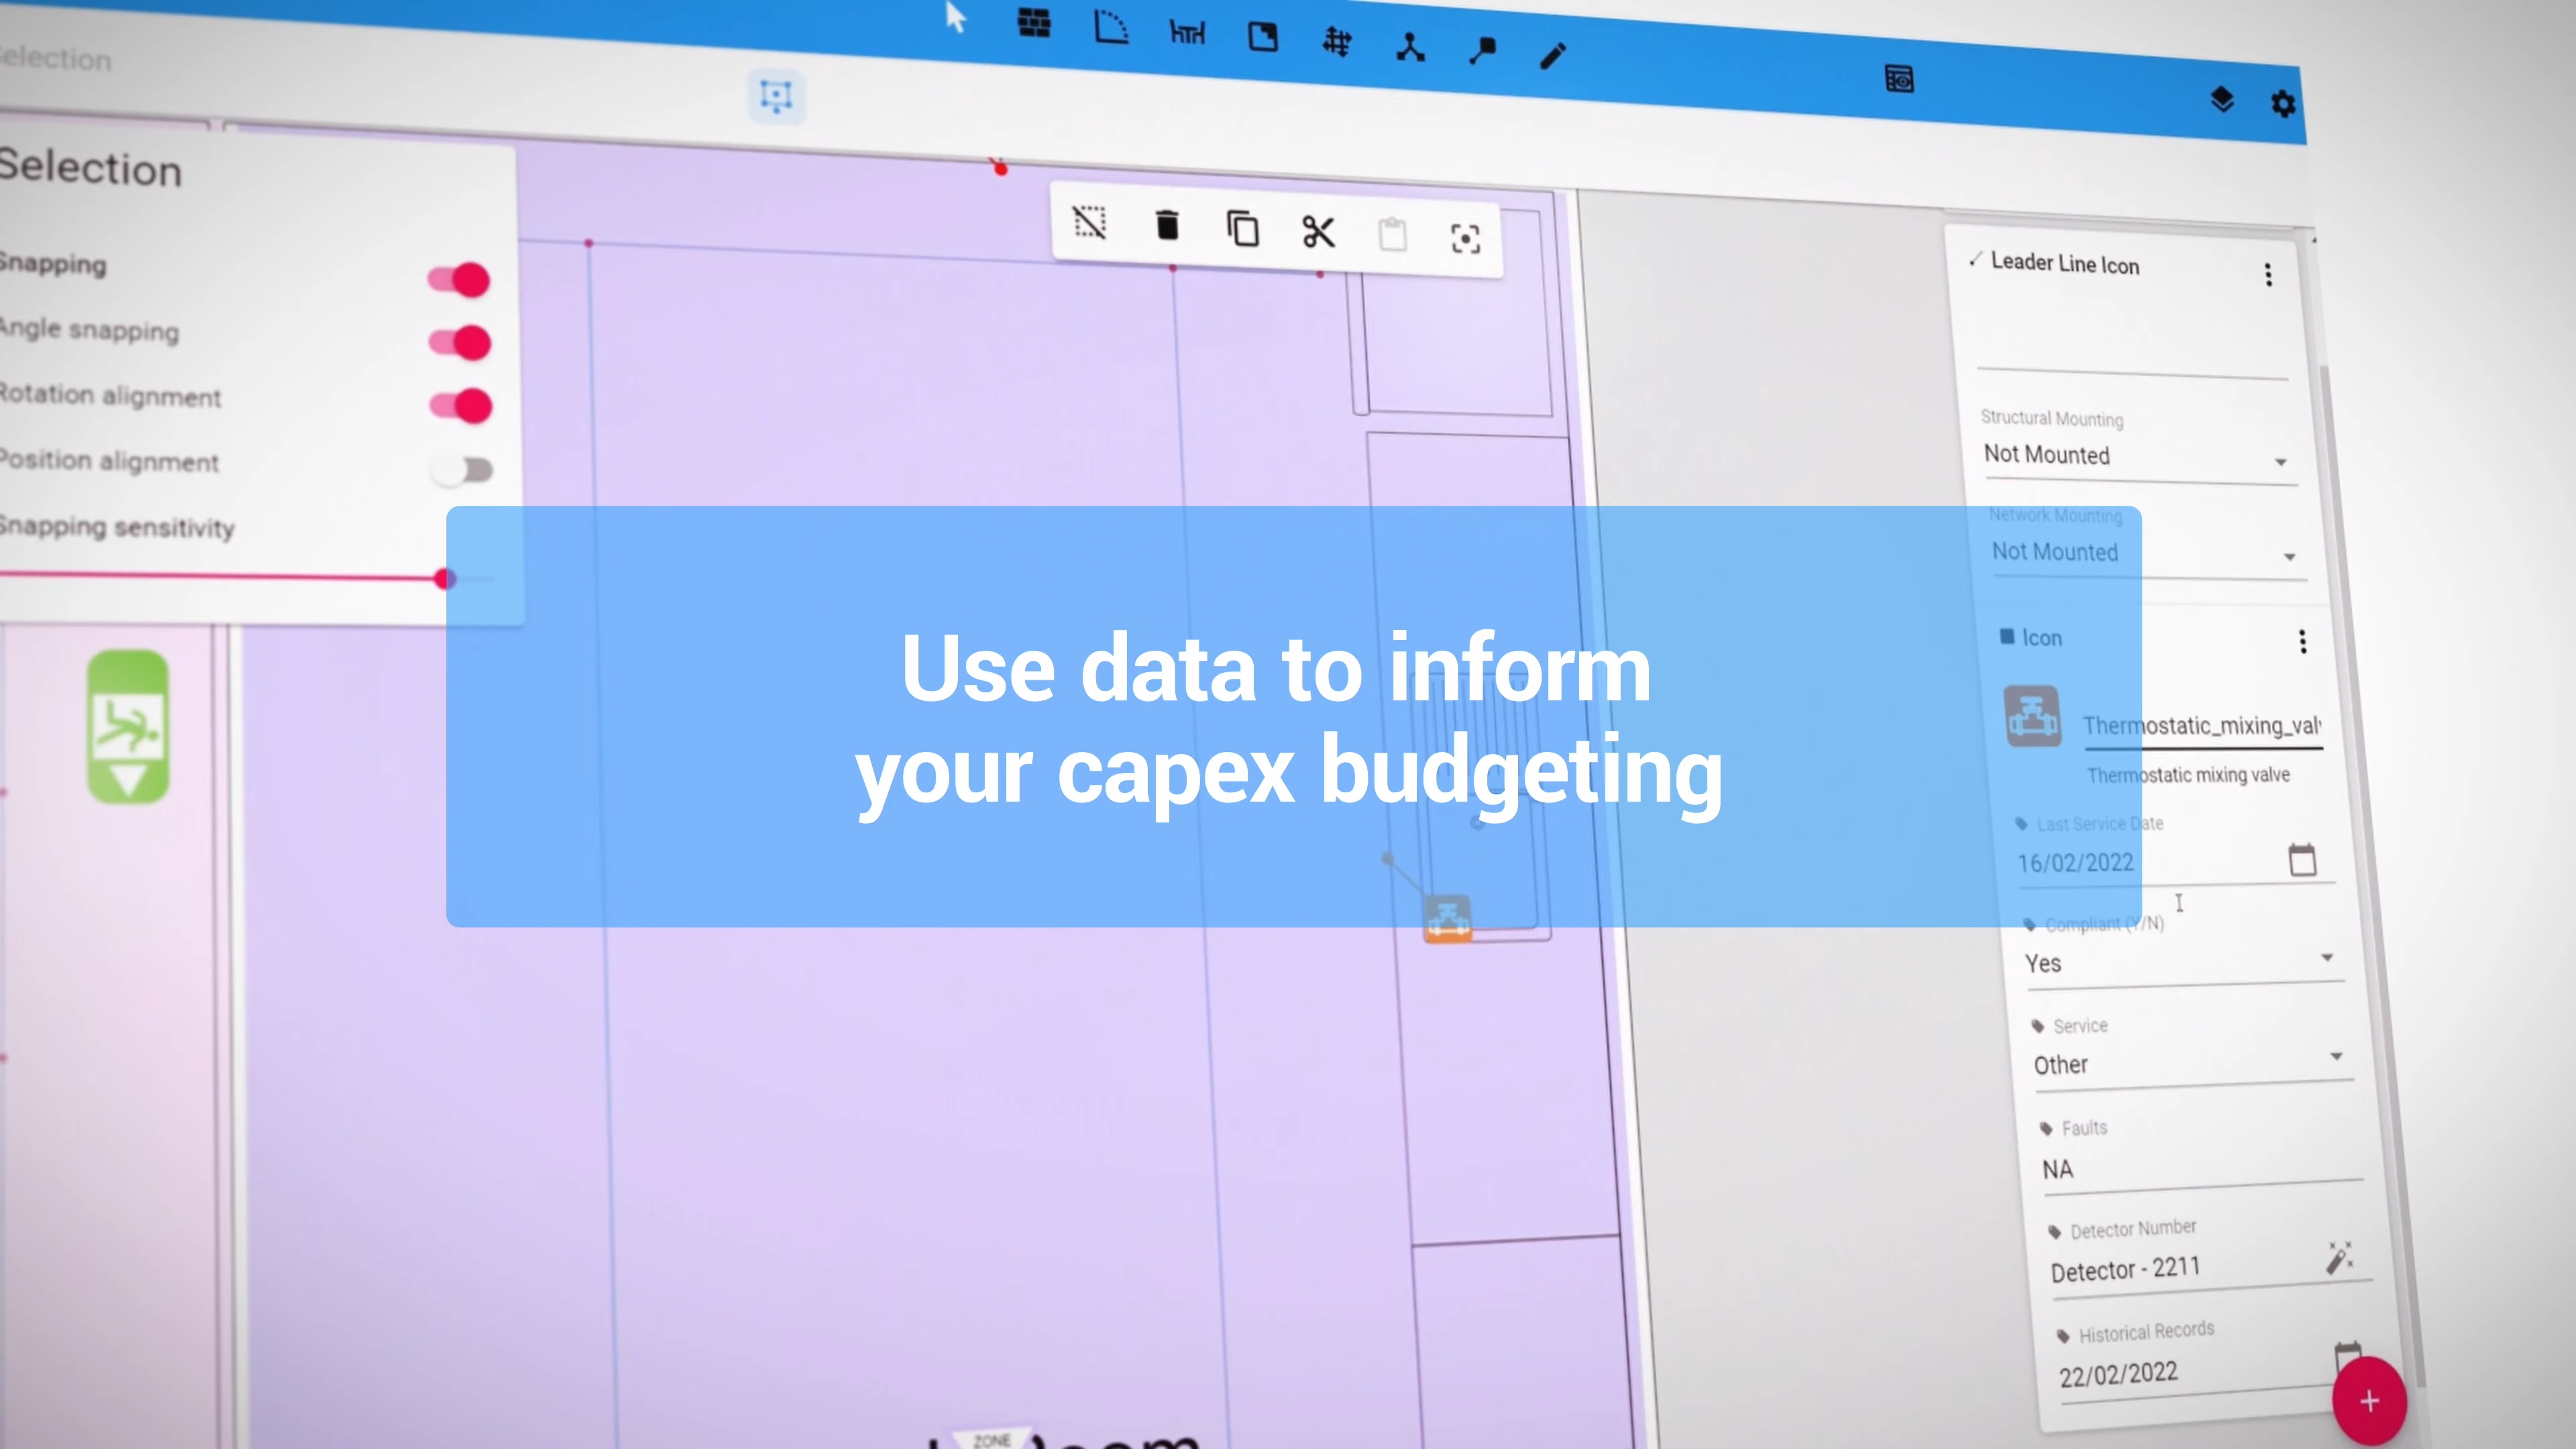 Selection
Snapping
Angle snapping
Rotation alignment
Position alignment
Snapping sensitivity
Leader Line Icon
Structural Mounting
Not Mounted
Network Mounting
Not Mounted
Icon
Use data to inform
your capex budgeting
Thermostatic mixing valve
Last Service Date
16/02/2022
Compliant (Y/N)
Yes
Service
Other
Faults
NA
Detector Number
Detector - 2211
Historical Records
22/02/2022
ZONE